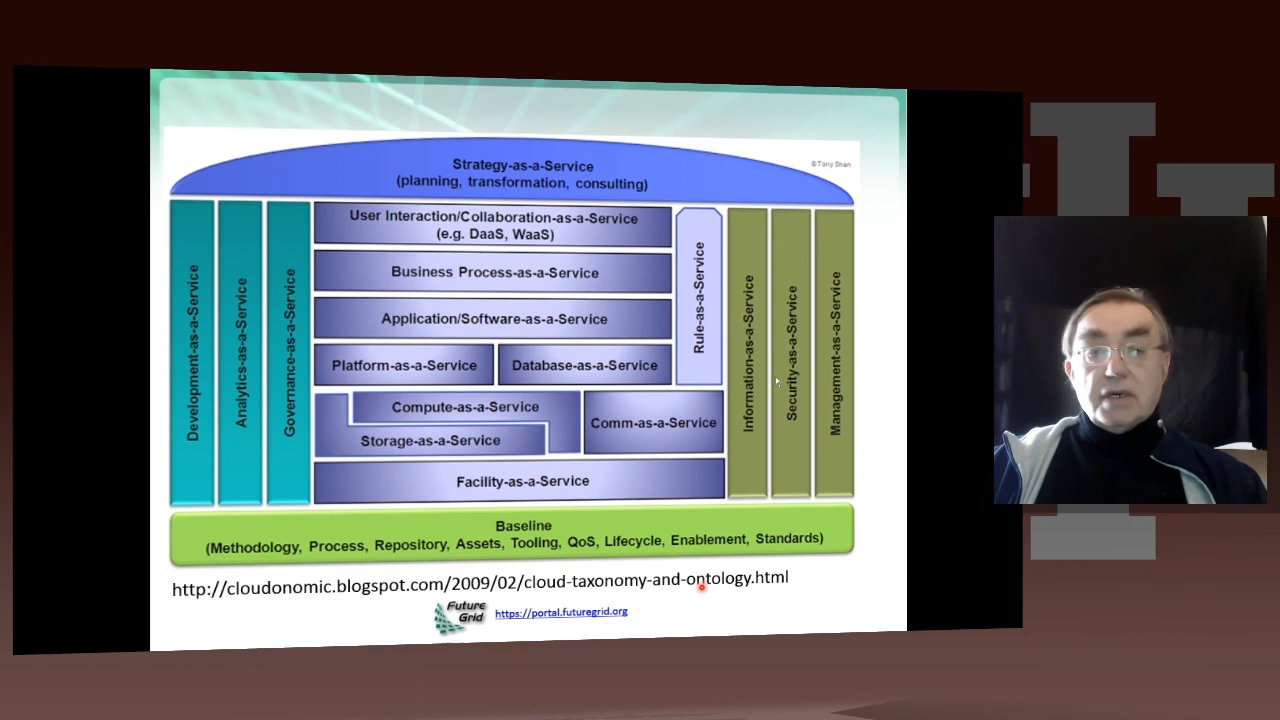 Strategy-as-a-Service
(planning, transformation, consulting)
©Tony Shan
Development-as-a-Service
Analytics-as-a-Service
Governance-as-a-Service
User Interaction/Collaboration-as-a-Service
(e.g. DaaS, WaaS)
Business Process-as-a-Service
Application/Software-as-a-Service
Platform-as-a-Service
Database-as-a-Service
Rule-as-a-Service
Compute-as-a-Service
Storage-as-a-Service
Comm-as-a-Service
Facility-as-a-Service
Information-as-a-Service
Security-as-a-Service
Management-as-a-Service
Baseline
(Methodology, Process, Repository, Assets, Tooling, QoS, Lifecycle, Enablement, Standards)
http://cloudonomic.blogspot.com/2009/02/cloud-taxonomy-and-ontology.html
Future
Grid
https://portal.futuregrid.org